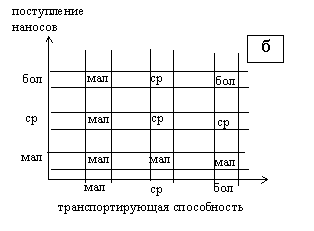 поступление
наносов
б
бол мал ср бол
ср мал ср ср
мал мал мал мал
мал ср бол
транспортирующая способность